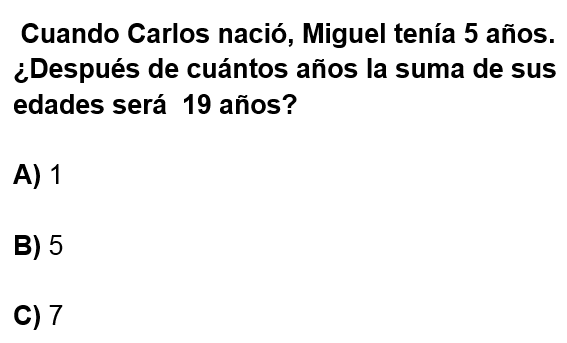 Cuando Carlos nació, Miguel tenía 5 años.
¿Después de cuántos años la suma de sus
edades será 19 años?
A) 1
B) 5
C) 7